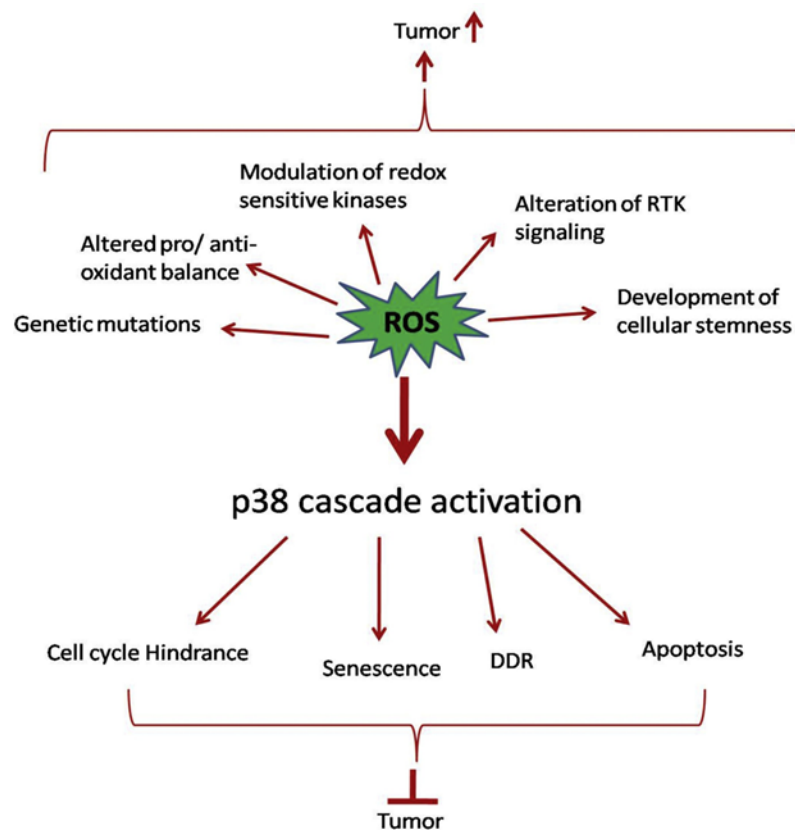 Tumor
Modulation of redox
sensitive kinases
Alteration of RTK
signaling
Altered pro/ anti-
oxidant balance
Development of
cellular stemness
Genetic mutations
ROS
p38 cascade activation
Cell cycle Hindrance
Senescence
DDR
Apoptosis
Tumor